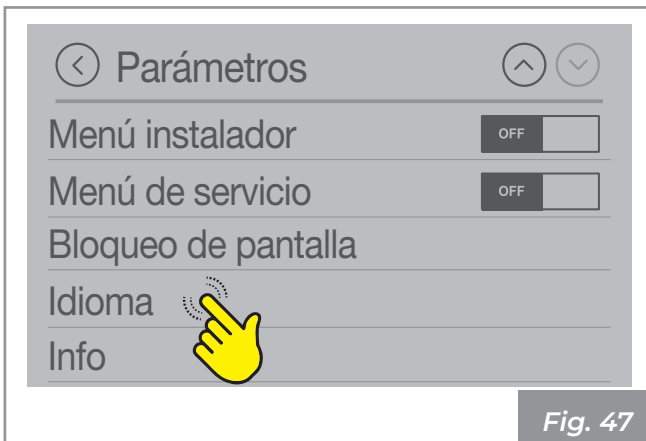 Parámetros
Menú instalador OFF
Menú de servicio OFF
Bloqueo de pantalla
Idioma
Info
Fig. 47